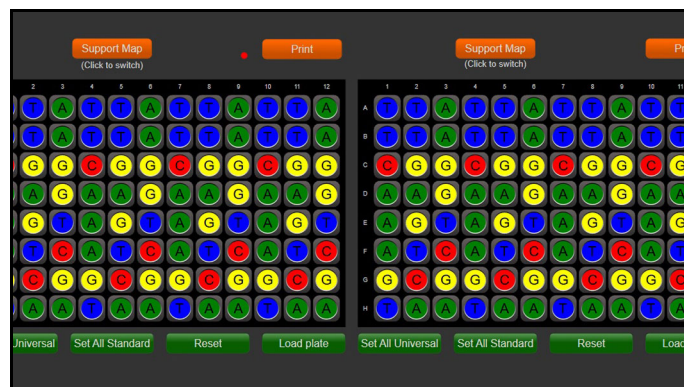 Support Map Print Support Map
(Click to switch) (Click to switch)
2 3 4 5 6 7 8 9 10 11 12 1 2 3 4 5 6 7 8 9 10 11
T A T T A T T A T T A A T T A T T A T T A T T
T A T T A T T A T T A B T T A T T A T T A T T
G G C G G C G G C G G C C G G C G G C G G C G
A G A A G A A G A A G D A A G A A G A A G A A
G T A G T A G T A G T E A G T A G T A G T A G
T C A T C A T C A T C F A T C A T C A T C A T
C G G C G G C G G C G G G C G G C G G C G G C
A A T A A T A A T A A H T A A T A A T A A T A
Universal Set All Standard Reset Load plate Set All Universal Set All Standard Reset Load